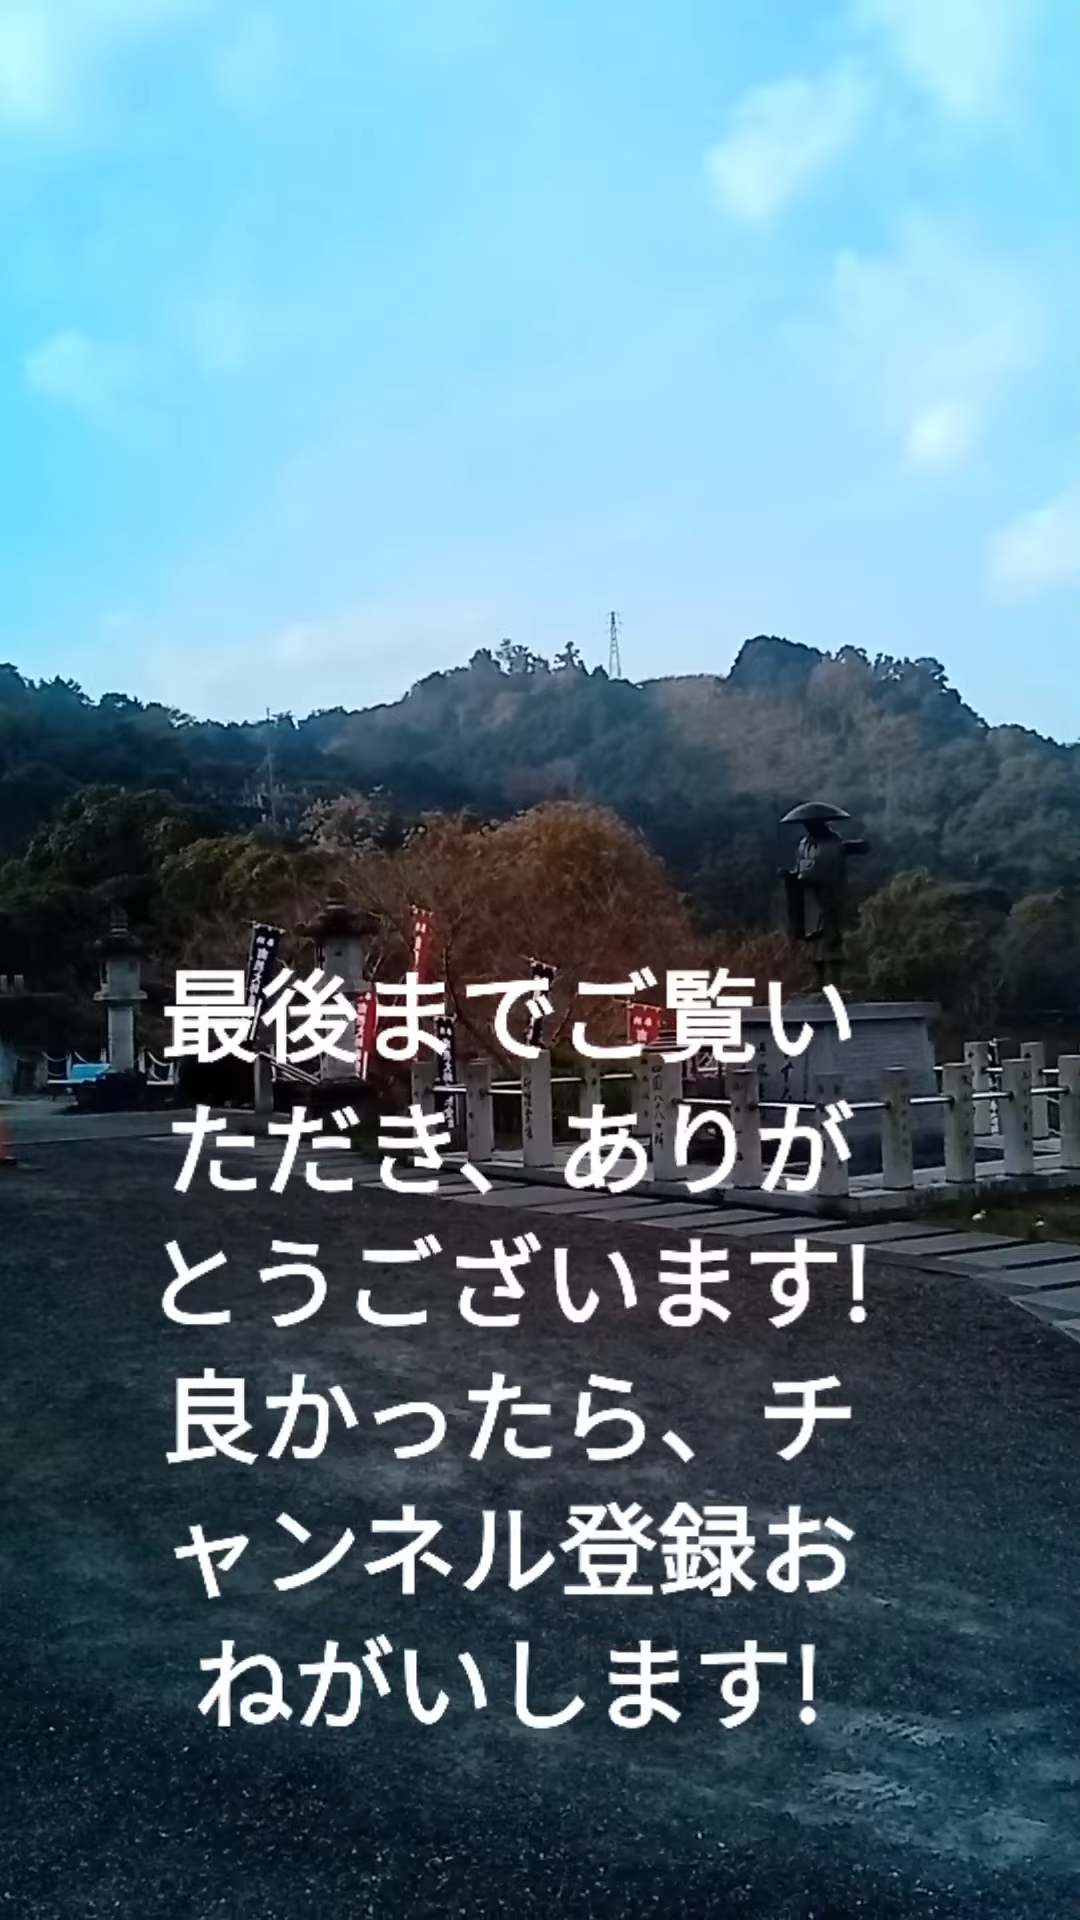 最後までご覧い
ただき、ありが
とうございます!
良かったら、チ
ャンネル登録お
ねがいします!